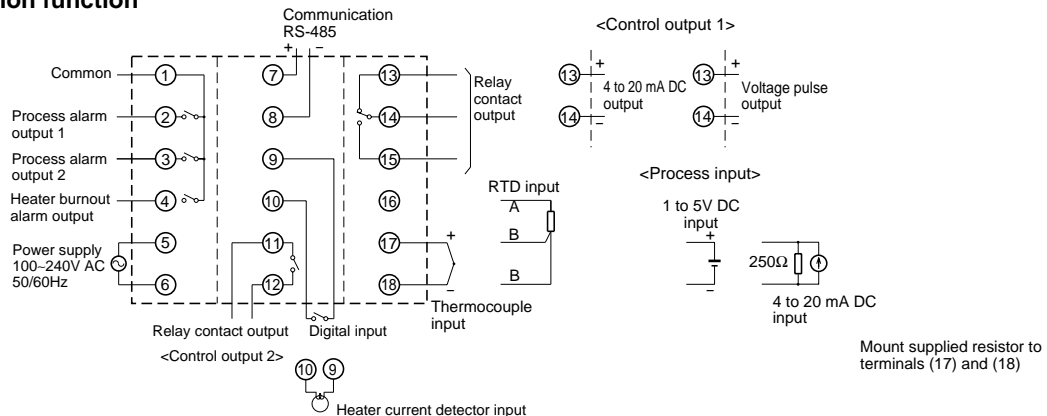 ion function
Communication
RS-485
+ −
<Control output 1>
Common
1
7
13
Relay
contact
output
13
+
4 to 20 mA DC
output
14
−
13
+
Voltage pulse
output
14
−
Process alarm
output 1
2
8
14
Process alarm
output 2
3
9
15
Heater burnout
alarm output
4
10
16
RTD input
A
B
B
<Process input>
1 to 5V DC
input
+
−
250Ω
4 to 20 mA DC
input
Power supply
100~240V AC
50/60Hz
5
11
17
+
6
12
18
−
Thermocouple
input
Relay contact output
Digital input
<Control output 2>
10 9
Heater current detector input
Mount supplied resistor to
terminals (17) and (18)